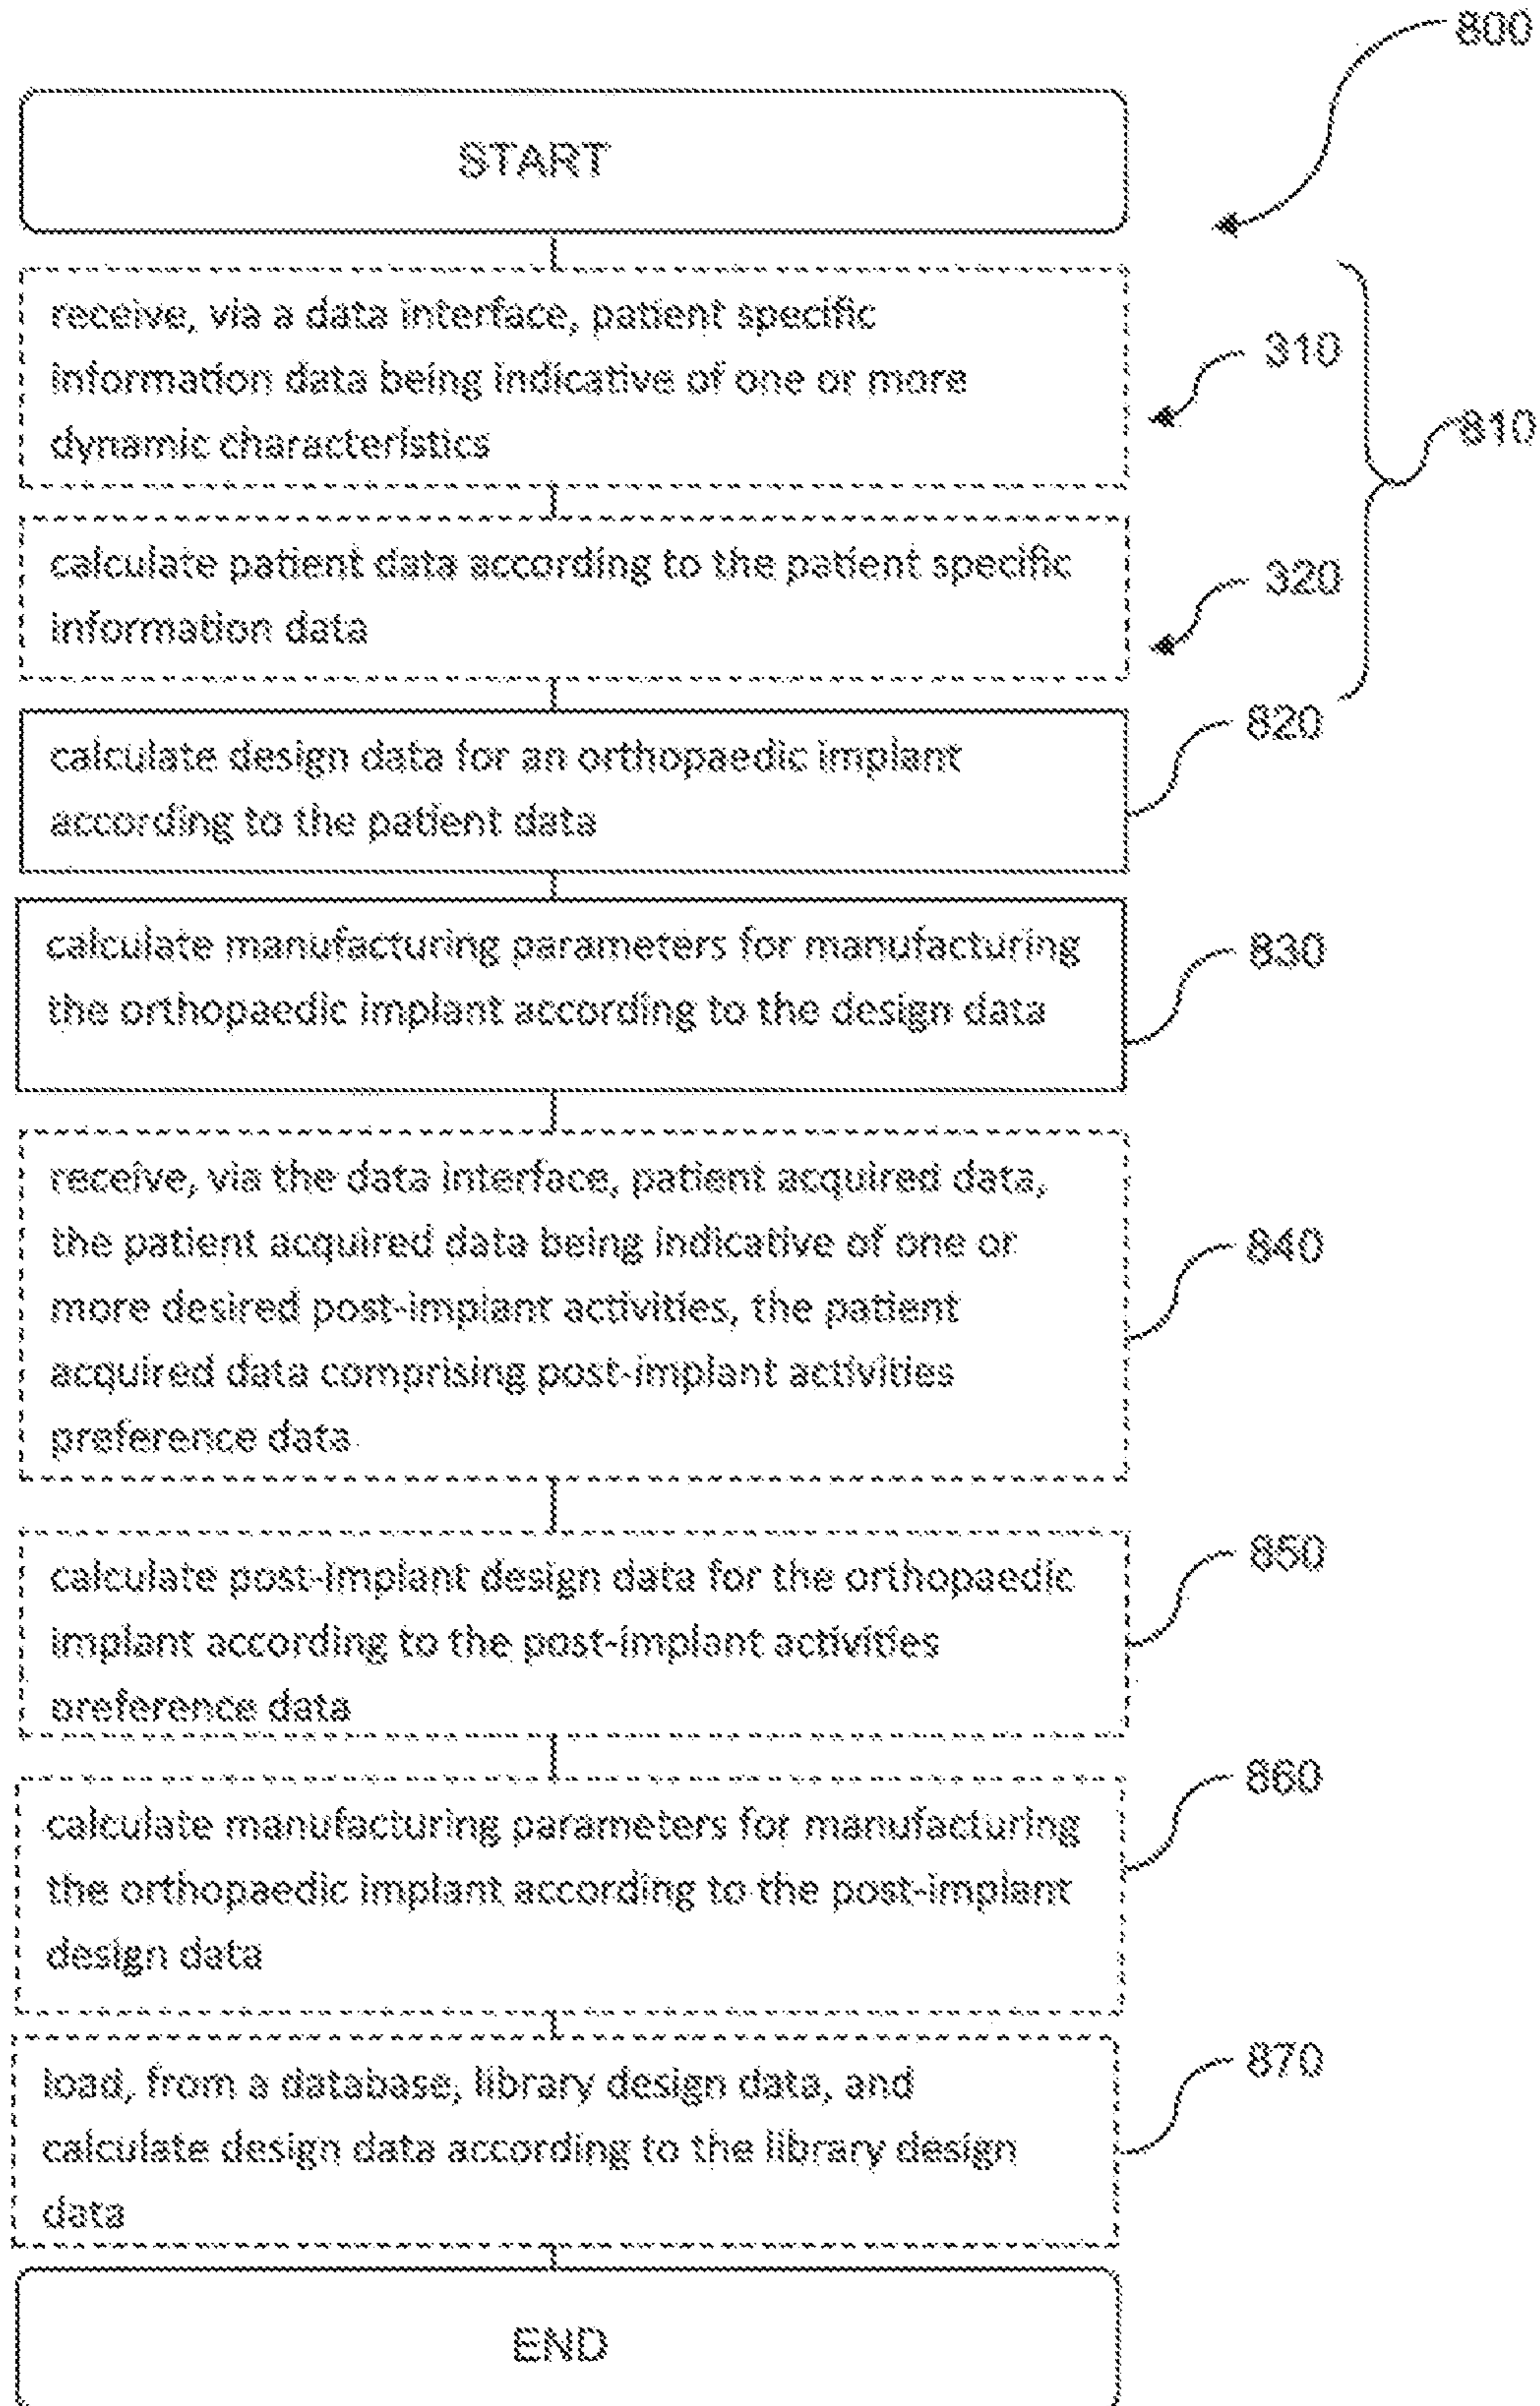 800
START
receive, via a data interface, patient specific
information data being indicative of one or more
dynamic characteristics
310
810
calculate patient data according to the patient specific
information data
320
calculate design data for an orthopaedic implant
according to the patient data
820
calculate manufacturing parameters for manufacturing
the orthopaedic implant according to the design data
830
receive, via the data interface, patient acquired data,
the patient acquired data being indicative of one or
more desired post-implant activities, the patient
acquired data comprising post-implant activities
preference data
840
calculate post-implant design data for the orthopaedic
implant according to the post-implant activities
preference data
850
calculate manufacturing parameters for manufacturing
the orthopaedic implant according to the post-implant
design data
860
load, from a database, library design data, and
calculate design data according to the library design
data
870
END